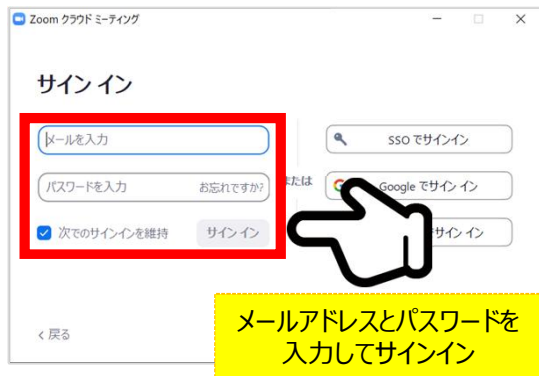 Zoom クラウド ミーティング
サイン イン
メールを入力
パスワードを入力 お忘れですか?
次でのサインインを維持 サイン イン
または
SSO でサインイン
Google でサイン イン
サイン イン
< 戻る
メールアドレスとパスワードを
入力してサインイン